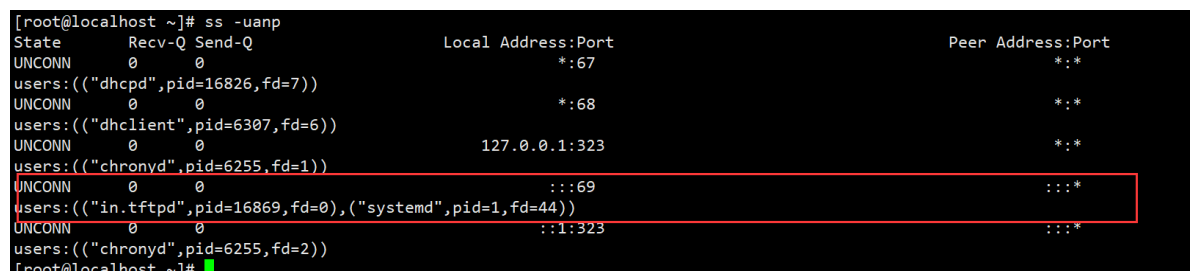 [root@localhost ~]# ss -uanp
State Recv-Q Send-Q Local Address:Port Peer Address:Port
UNCONN 0 0 *:67 *:*
users:(("dhcpd",pid=16826,fd=7))
UNCONN 0 0 *:68 *:*
users:(("dhclient",pid=6307,fd=6))
UNCONN 0 0 127.0.0.1:323 *:*
users:(("chronyd",pid=6255,fd=1))
UNCONN 0 0 :::69 :::*
users:(("in.tftpd",pid=16869,fd=0),("systemd",pid=1,fd=44))
UNCONN 0 0 ::1:323 :::*
users:(("chronyd",pid=6255,fd=2))
[root@localhost ~]#